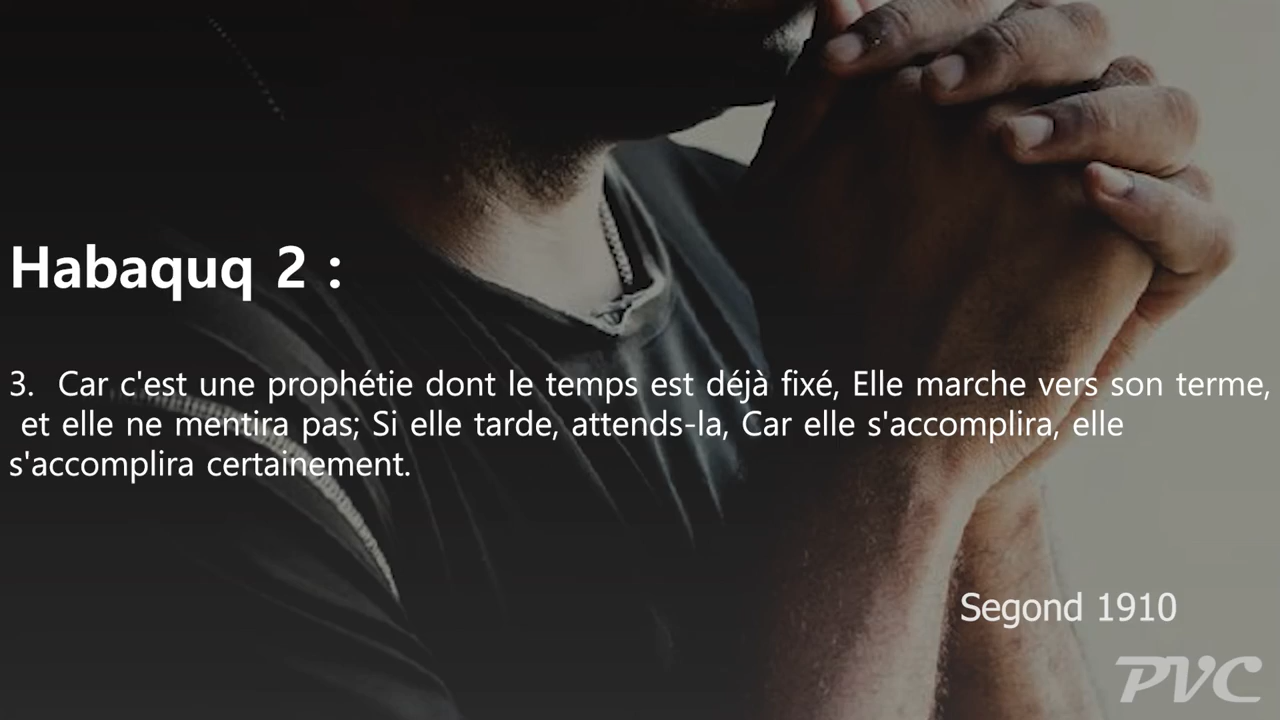 Habaquq 2 :
3.  Car c'est une prophétie dont le temps est déjà fixé, Elle marche vers son terme,
et elle ne mentira pas; Si elle tarde, attends-la, Car elle s'accomplira, elle
s'accomplira certainement.
Segond 1910
PVC